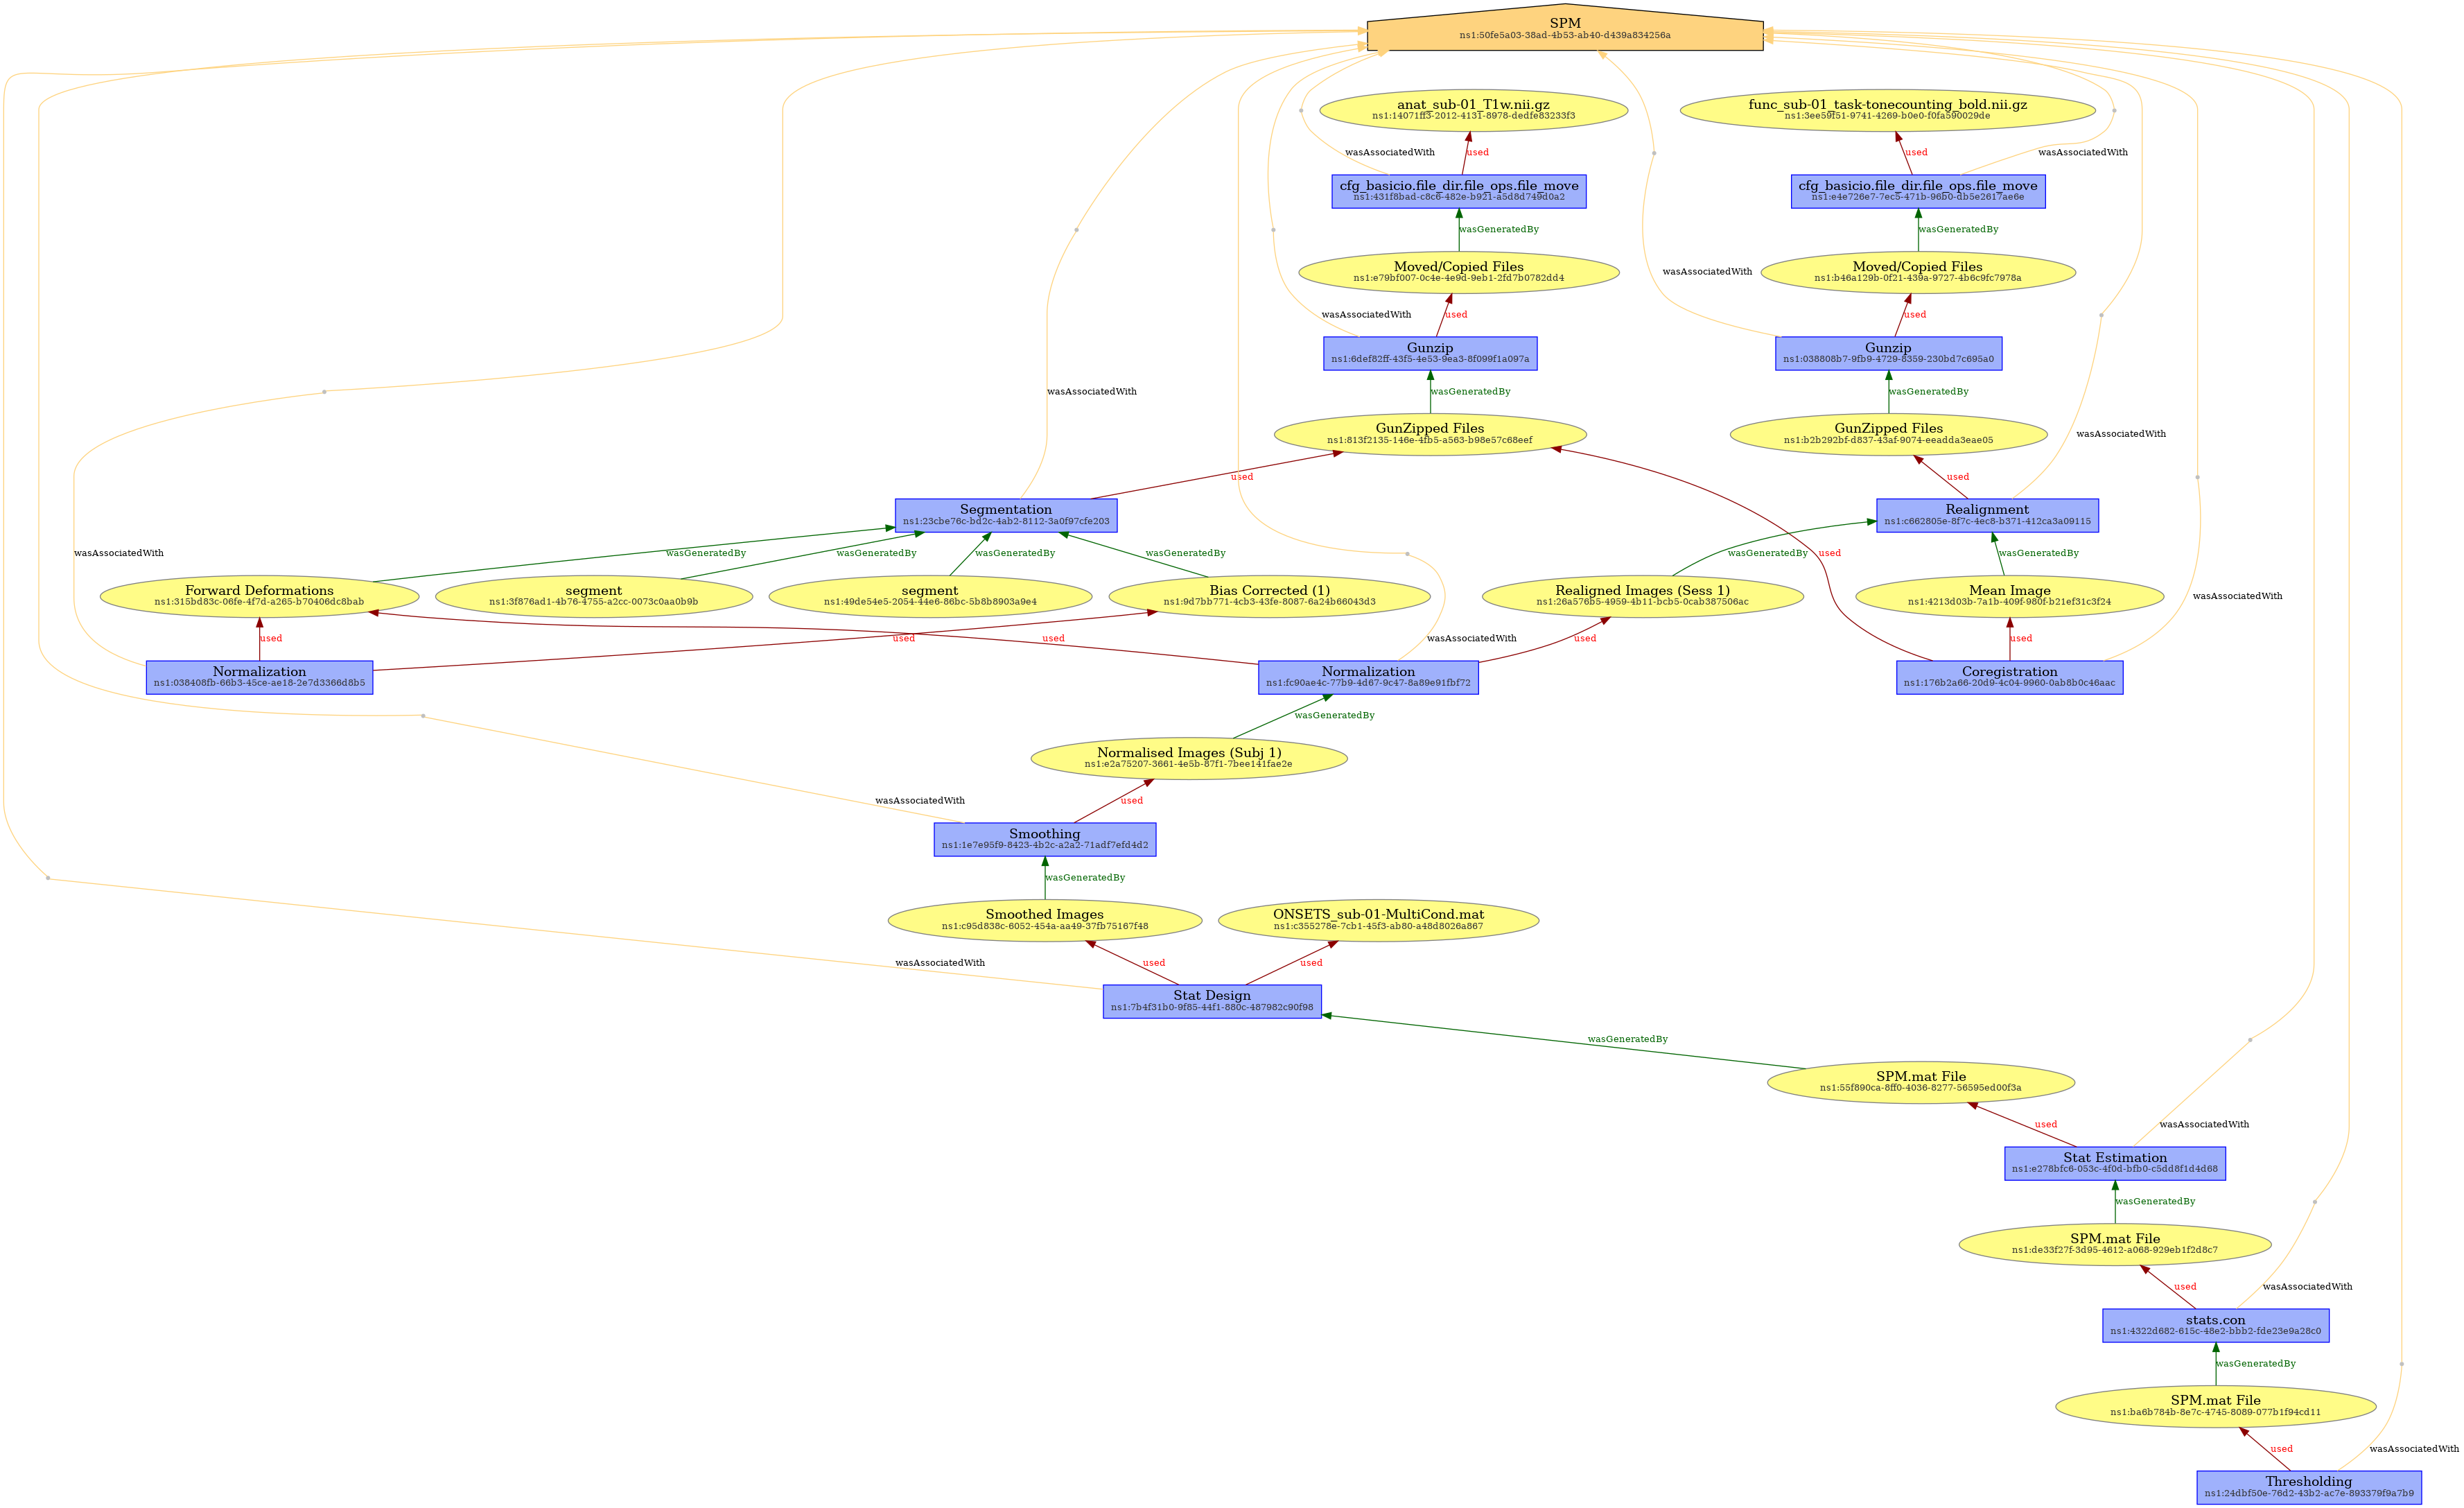 SPM
ns1:50fe5a03-38ad-4b53-ab40-d439a834256a
anat_sub-01_T1w.nii.gz
ns1:14071ff3-2012-4131-8978-dedfe83233f3
func_sub-01_task-tonecounting_bold.nii.gz
ns1:3ee59f51-9741-4269-b0e0-f0fa590029de
wasAssociatedWith
used
used
wasAssociatedWith
cfg_basicio.file_dir.file_ops.file_move
ns1:431f8bad-c8c6-482e-b921-a5d8d749d0a2
cfg_basicio.file_dir.file_ops.file_move
ns1:e4e726e7-7ec5-471b-96b0-db5e2617ae6e
wasGeneratedBy
wasGeneratedBy
Moved/Copied Files
ns1:e79bf007-0c4e-4e9d-9eb1-2fd7b0782dd4
wasAssociatedWith
Moved/Copied Files
ns1:b46a129b-0f21-439a-9727-4b6c9fc7978a
wasAssociatedWith
used
used
Gunzip
ns1:6def82ff-43f5-4e53-9ea3-8f099f1a097a
Gunzip
ns1:038808b7-9fb9-4729-8359-230bd7c695a0
wasAssociatedWith
wasGeneratedBy
wasGeneratedBy
GunZipped Files
ns1:813f2135-146e-4fb5-a563-b98e57c68eef
GunZipped Files
ns1:b2b292bf-d837-43af-9074-eeadda3eae05
wasAssociatedWith
used
used
Segmentation
ns1:23cbe76c-bd2c-4ab2-8112-3a0f97cfe203
Realignment
ns1:c662805e-8f7c-4ec8-b371-412ca3a09115
wasAssociatedWith
wasGeneratedBy
wasGeneratedBy
wasGeneratedBy
wasGeneratedBy
wasGeneratedBy
used
wasGeneratedBy
Forward Deformations
ns1:315bd83c-06fe-4f7d-a265-b70406dc8bab
segment
ns1:3f876ad1-4b76-4755-a2cc-0073c0aa0b9b
segment
ns1:49de54e5-2054-44e6-86bc-5b8b8903a9e4
Bias Corrected (1)
ns1:9d7bb771-4cb3-43fe-8087-6a24b66043d3
Realigned Images (Sess 1)
ns1:26a576b5-4959-4b11-bcb5-0cab387506ac
Mean Image
ns1:4213d03b-7a1b-409f-980f-b21ef31c3f24
wasAssociatedWith
used
used
used
wasAssociatedWith
used
used
Normalization
ns1:038408fb-66b3-45ce-ae18-2e7d3366d8b5
Normalization
ns1:fc90ae4c-77b9-4d67-9c47-8a89e91fbf72
Coregistration
ns1:176b2a66-20d9-4c04-9960-0ab8b0c46aac
wasGeneratedBy
Normalised Images (Subj 1)
ns1:e2a75207-3661-4e5b-87f1-7bee141fae2e
wasAssociatedWith
used
Smoothing
ns1:1e7e95f9-8423-4b2c-a2a2-71adf7efd4d2
wasGeneratedBy
Smoothed Images
ns1:c95d838c-6052-454a-aa49-37fb75167f48
ONSETS_sub-01-MultiCond.mat
ns1:c355278e-7cb1-45f3-ab80-a48d8026a867
wasAssociatedWith
used
used
Stat Design
ns1:7b4f31b0-9f85-44f1-880c-487982c90f98
wasGeneratedBy
SPM.mat File
ns1:55f890ca-8ff0-4036-8277-56595ed00f3a
used
wasAssociatedWith
Stat Estimation
ns1:e278bfc6-053c-4f0d-bfb0-c5dd8f1d4d68
wasGeneratedBy
SPM.mat File
ns1:de33f27f-3d95-4612-a068-929eb1f2d8c7
used
wasAssociatedWith
stats.con
ns1:4322d682-615c-48e2-bbb2-fde23e9a28c0
wasGeneratedBy
SPM.mat File
ns1:ba6b784b-8e7c-4745-8089-077b1f94cd11
used
wasAssociatedWith
Thresholding
ns1:24dbf50e-76d2-43b2-ac7e-893379f9a7b9